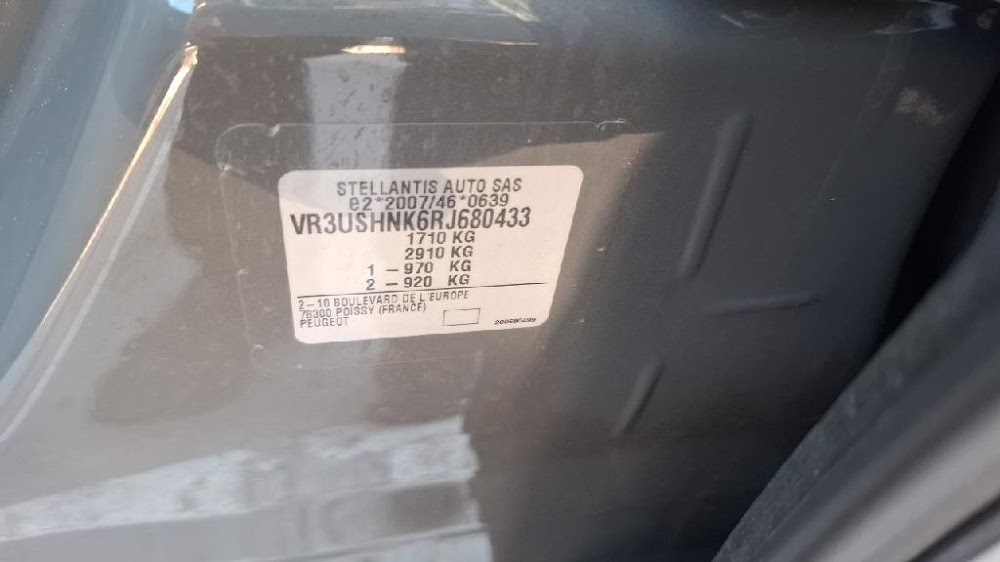 STELLANTIS AUTO SAS
e2*2007/46*0639
VR3USHNK6RJ680433
1710 KG
2910 KG
1 – 970 KG
2 – 920 KG
2–10 BOULEVARD DE L'EUROPE
78300 POISSY (FRANCE)
PEUGEOT